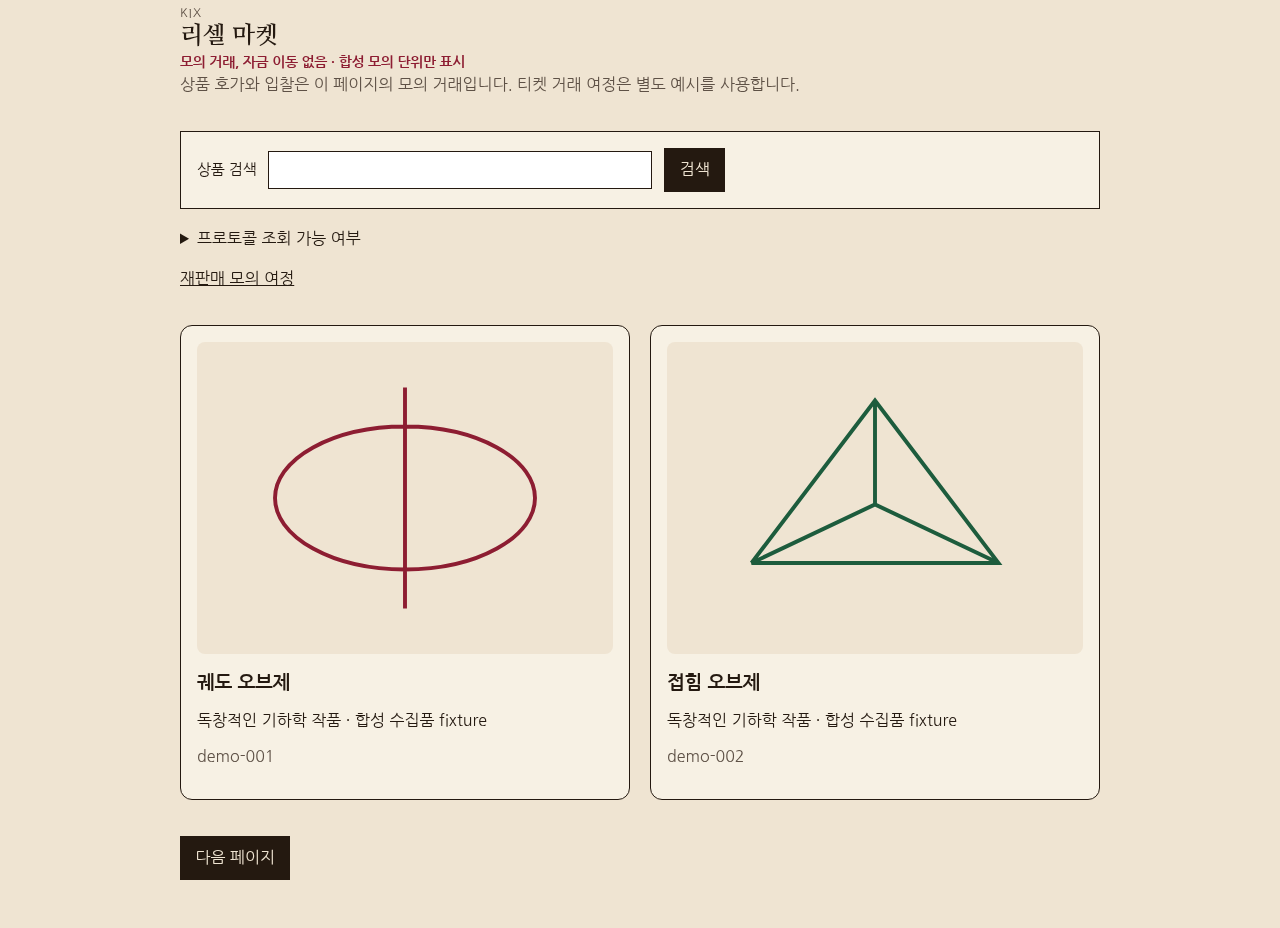 KIX
리셀 마켓
모의 거래, 자금 이동 없음 · 합성 모의 단위만 표시
상품 호가와 입찰은 이 페이지의 모의 거래입니다. 티켓 거래 여정은 별도 예시를 사용합니다.
상품 검색 검색
▶ 프로토콜 조회 가능 여부
재판매 모의 여정
궤도 오브제
독창적인 기하학 작품 · 합성 수집품 fixture
demo-001
접힘 오브제
독창적인 기하학 작품 · 합성 수집품 fixture
demo-002
다음 페이지